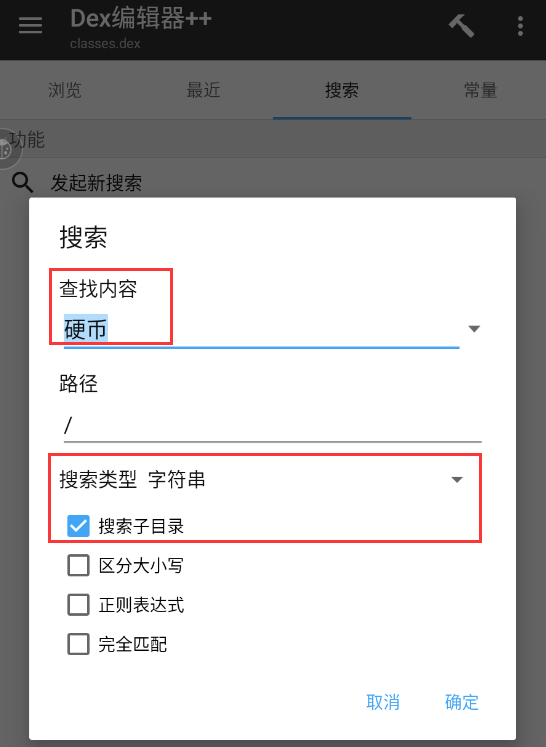 Dex编辑器++
classes.dex
浏览
最近
搜索
常量
功能
发起新搜索
搜索
查找内容
硬币
路径
/
搜索类型 字符串
搜索子目录
区分大小写
正则表达式
完全匹配
取消
确定